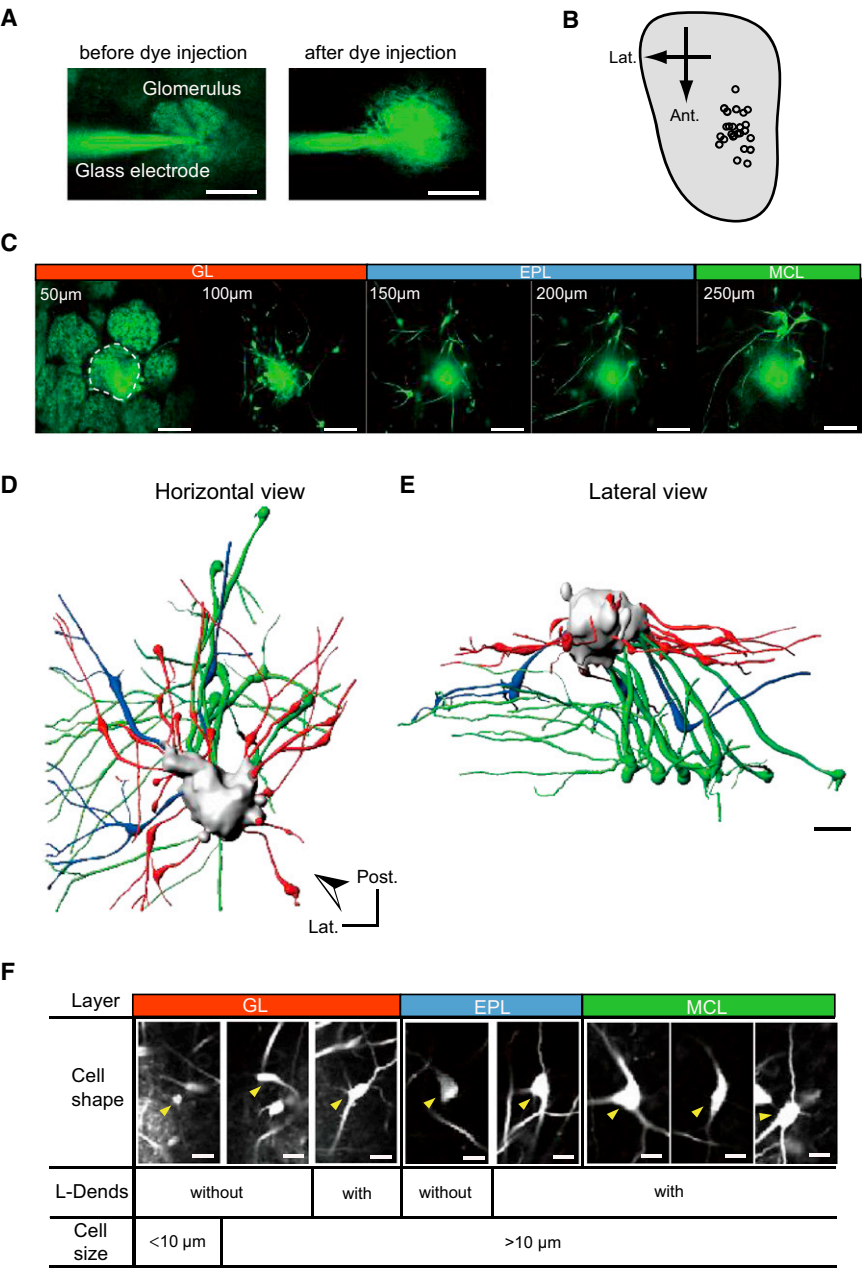 A
before dye injection
after dye injection
Glomerulus
Glass electrode
B
Lat.
Ant.
C
GL
EPL
MCL
50µm
100µm
150µm
200µm
250µm
D
Horizontal view
E
Lateral view
Post.
Lat.
F
Layer
GL
EPL
MCL
Cell
shape
L-Dends
without
with
without
with
Cell
size
<10 µm
>10 µm